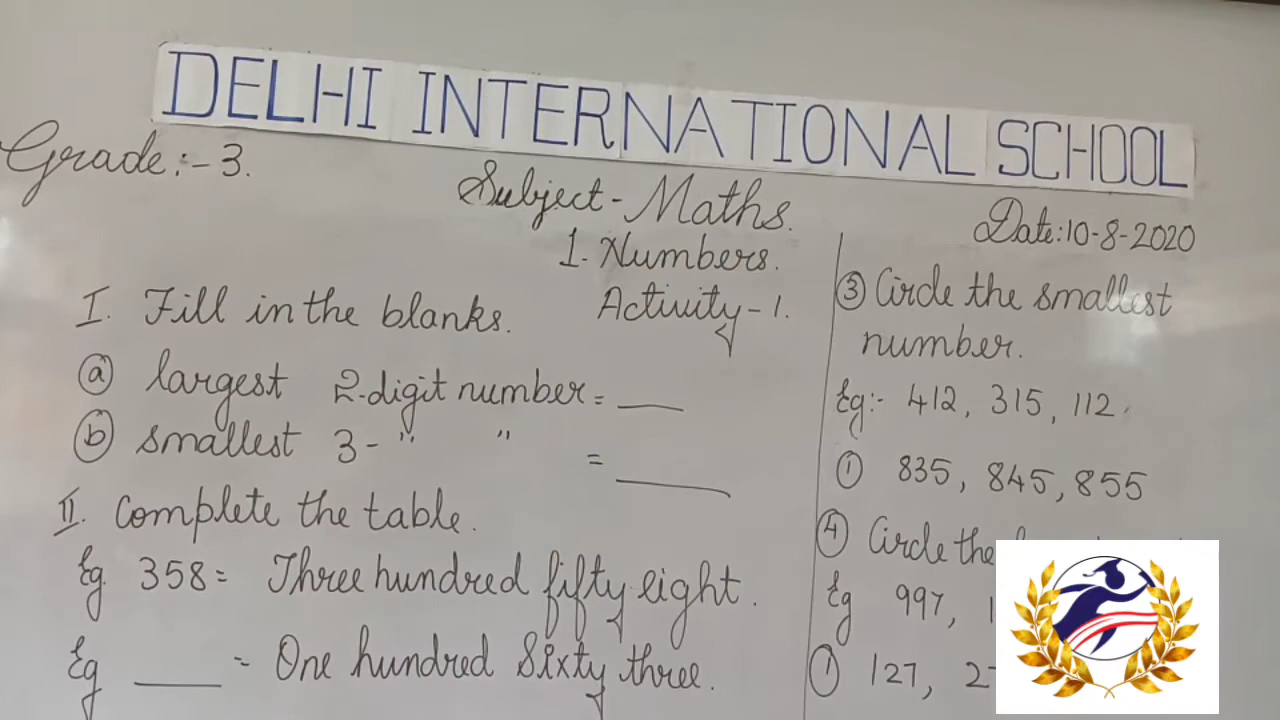 DELHI INTERNATIONAL SCHOOL
Grade:-3.
Subject-Maths.
Date:10-8-2020
1. Numbers.
Activity-1.
I. Fill in the blanks.
ⓐ largest 2-digit number = ___
ⓑ smallest 3- " " = ____
II. Complete the table.
Eg. 358 = Three hundred fifty eight.
Eg ____ = One hundred Sixty three.
③ Circle the smallest
number.
Eg:- 412, 315, 112.
① 835, 845, 855
④ Circle the
Eg 997,
① 127,